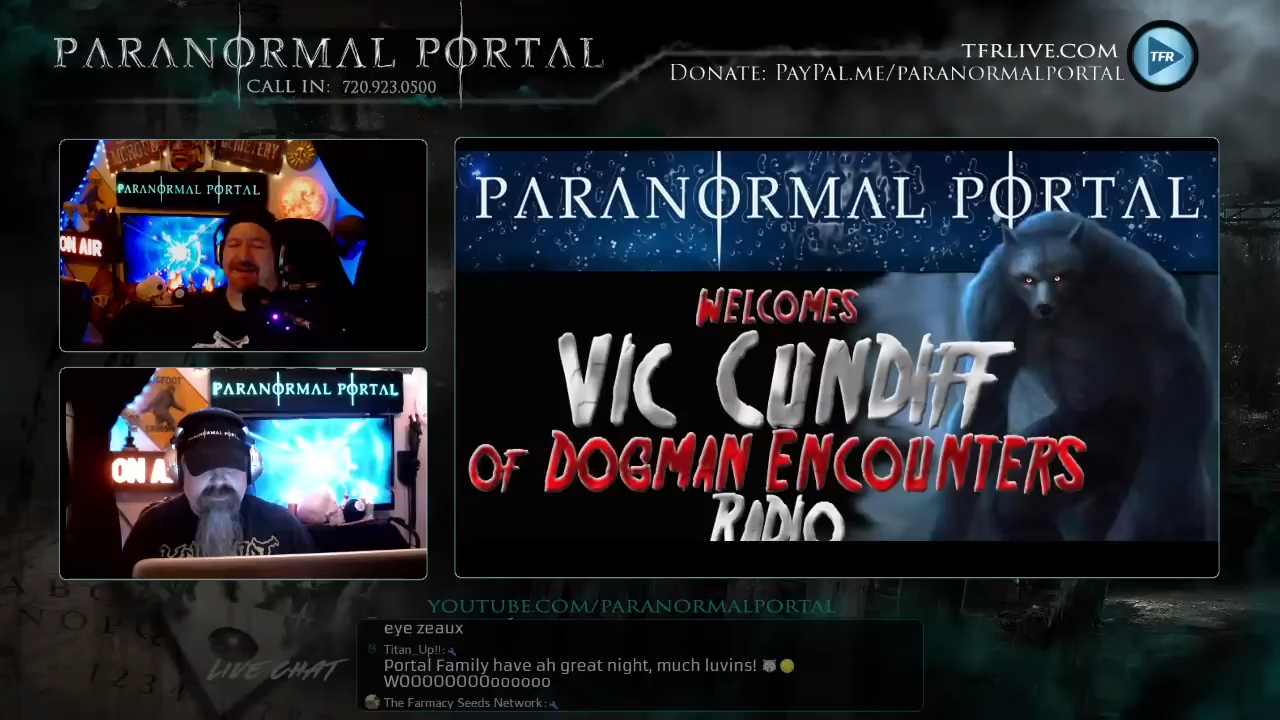 PARANORMAL PORTAL
CALL IN: 720.923.0500
TFRLIVE.COM
DONATE: PAYPAL.ME/PARANORMALPORTAL
TFR
CEMETERY
PARANORMAL PORTAL
ON AIR
PARANORMAL PORTAL
ON A
PARANORMAL PORTAL
WELCOMES
VIC CUNDIFF
OF DOGMAN ENCOUNTERS
RADIO
YOUTUBE.COM/PARANORMALPORTAL
LIVE CHAT
eye zeaux
Titan_Up!!:
Portal Family have ah great night, much luvins! 🐺🟡
WOOOOOOOOoooooo
The Farmacy Seeds Network: